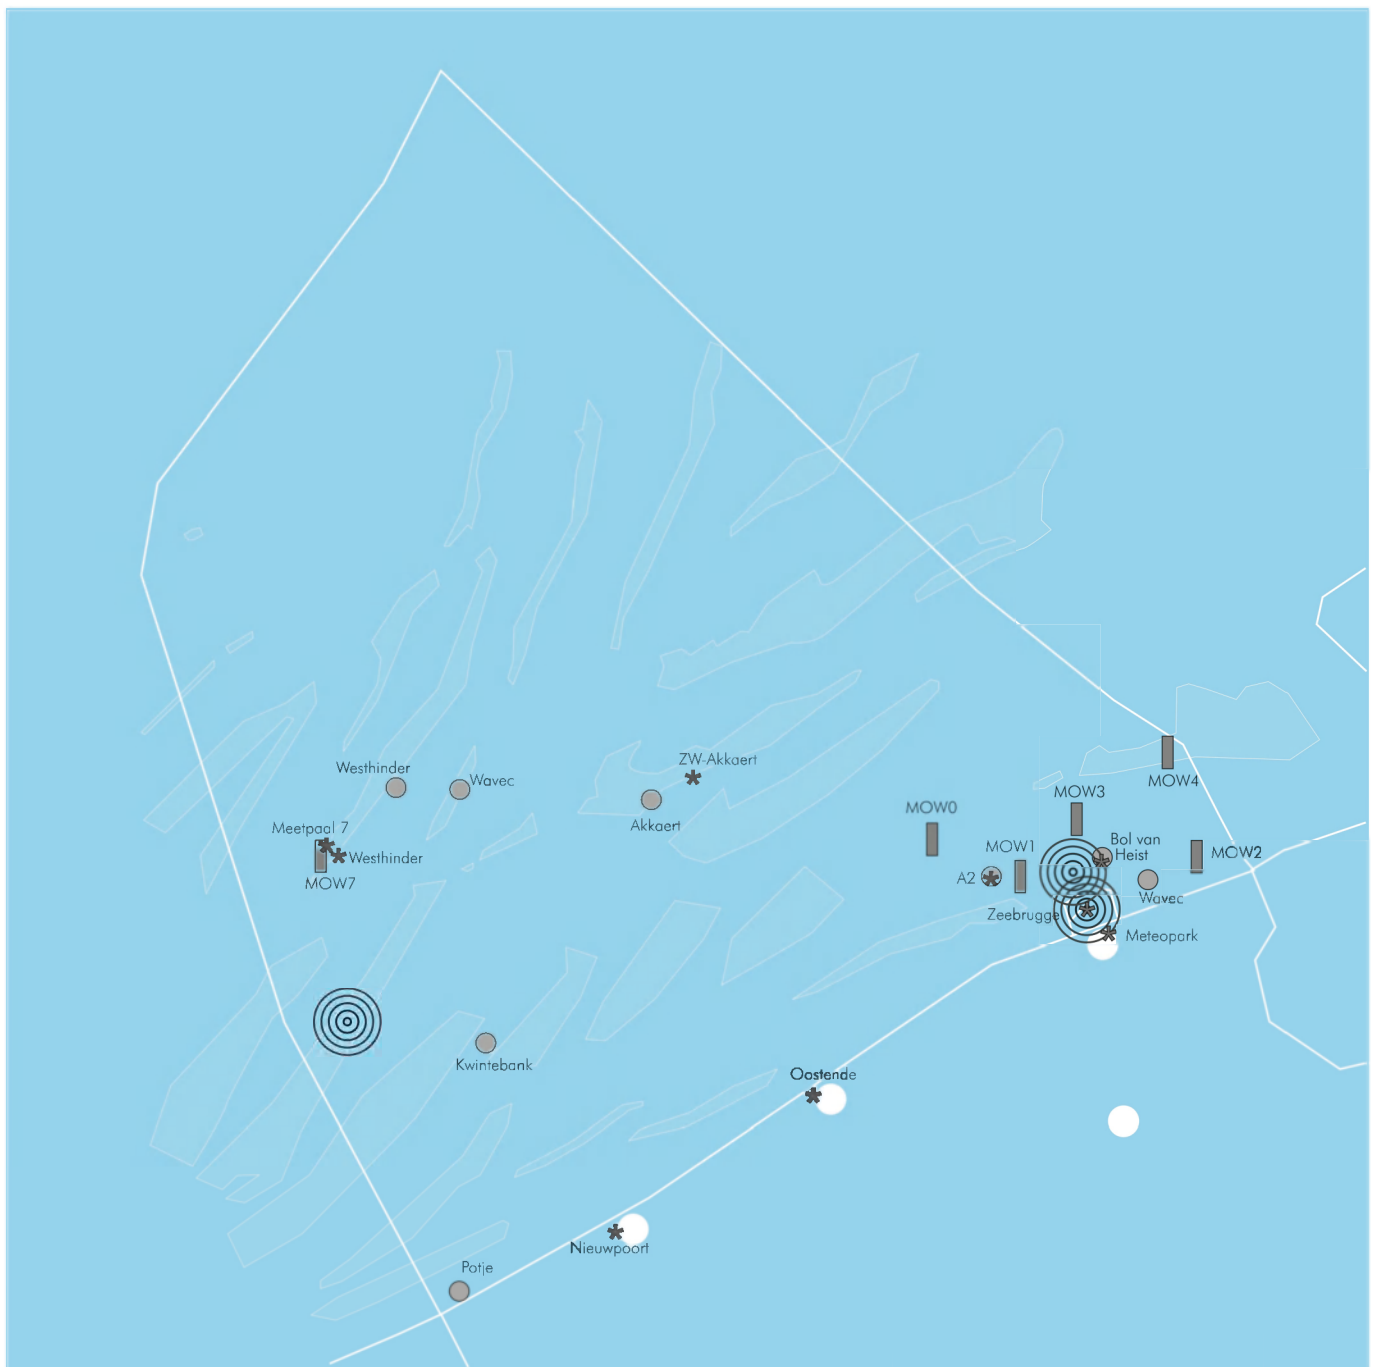 ZW-Akkaert
Westhinder
Wavec
MOW4
MOW3
MOW0
Akkaert
Meetpaal 7
Westhinder
MOW7
MOW1
Bol van
Heist
MOW2
A2
Wavec
Zeebrugge
Meteopark
Kwintebank
Oostende
Nieuwpoort
Potje